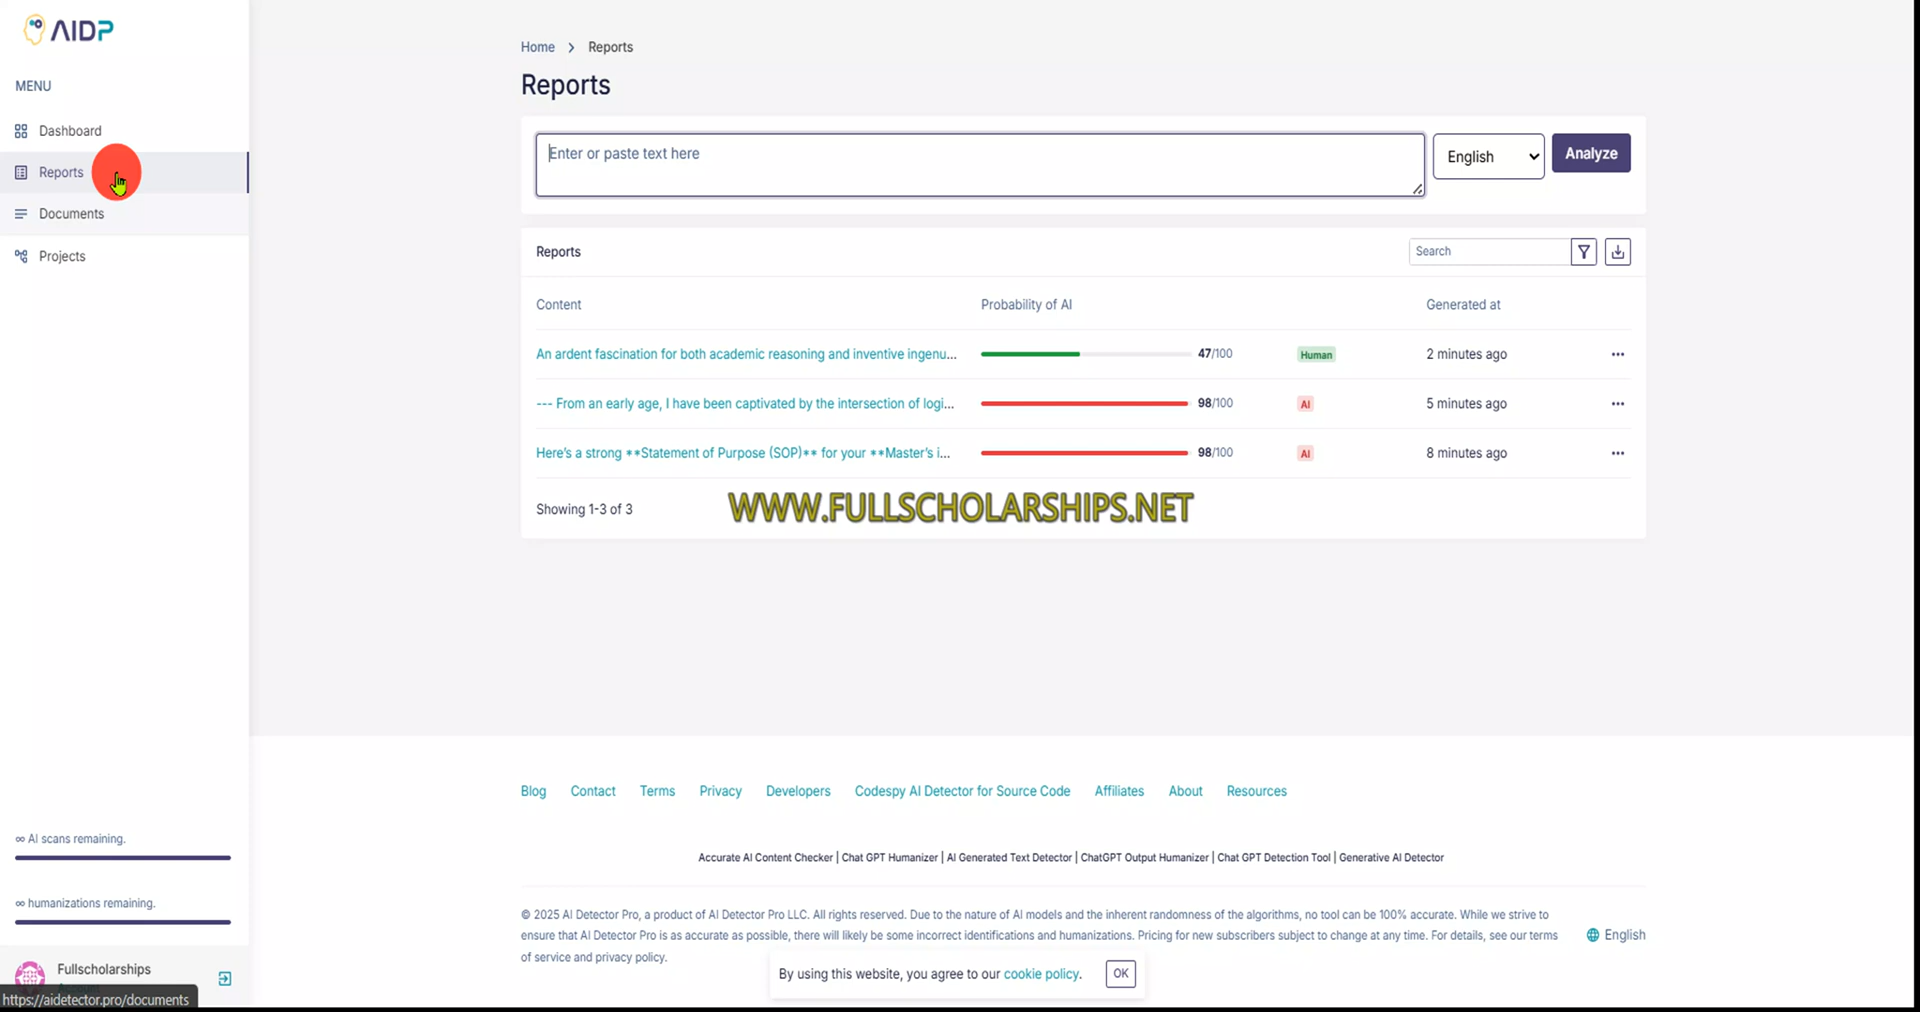 AIDP
MENU
Dashboard
Reports
Documents
Projects
Home > Reports
Reports
Enter or paste text here
English
Analyze
Reports
Search
Content Probability of AI Generated at
An ardent fascination for both academic reasoning and inventive ingenu... 47/100 Human 2 minutes ago ...
--- From an early age, I have been captivated by the intersection of logi... 98/100 AI 5 minutes ago ...
Here's a strong **Statement of Purpose (SOP)** for your **Master's i... 98/100 AI 8 minutes ago ...
Showing 1-3 of 3
WWW.FULLSCHOLARSHIPS.NET
Blog Contact Terms Privacy Developers Codespy AI Detector for Source Code Affiliates About Resources
Accurate AI Content Checker | Chat GPT Humanizer | AI Generated Text Detector | ChatGPT Output Humanizer | Chat GPT Detection Tool | Generative AI Detector
© 2025 AI Detector Pro, a product of AI Detector Pro LLC. All rights reserved. Due to the nature of AI models and the inherent randomness of the algorithms, no tool can be 100% accurate. While we strive to
ensure that AI Detector Pro is as accurate as possible, there will likely be some incorrect identifications and humanizations. Pricing for new subscribers subject to change at any time. For details, see our terms
of service and privacy policy.
English
By using this website, you agree to our cookie policy.
OK
∞ AI scans remaining.
∞ humanizations remaining.
Fullscholarships
https://aidetector.pro/documents